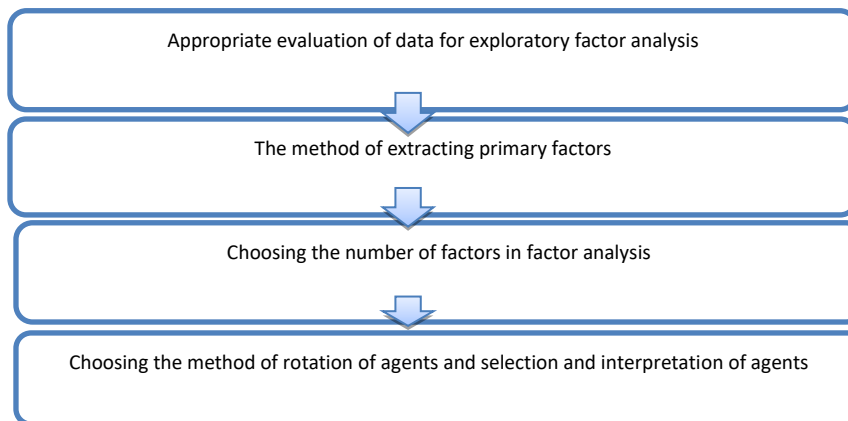 Appropriate evaluation of data for exploratory factor analysis
The method of extracting primary factors
Choosing the number of factors in factor analysis
Choosing the method of rotation of agents and selection and interpretation of agents